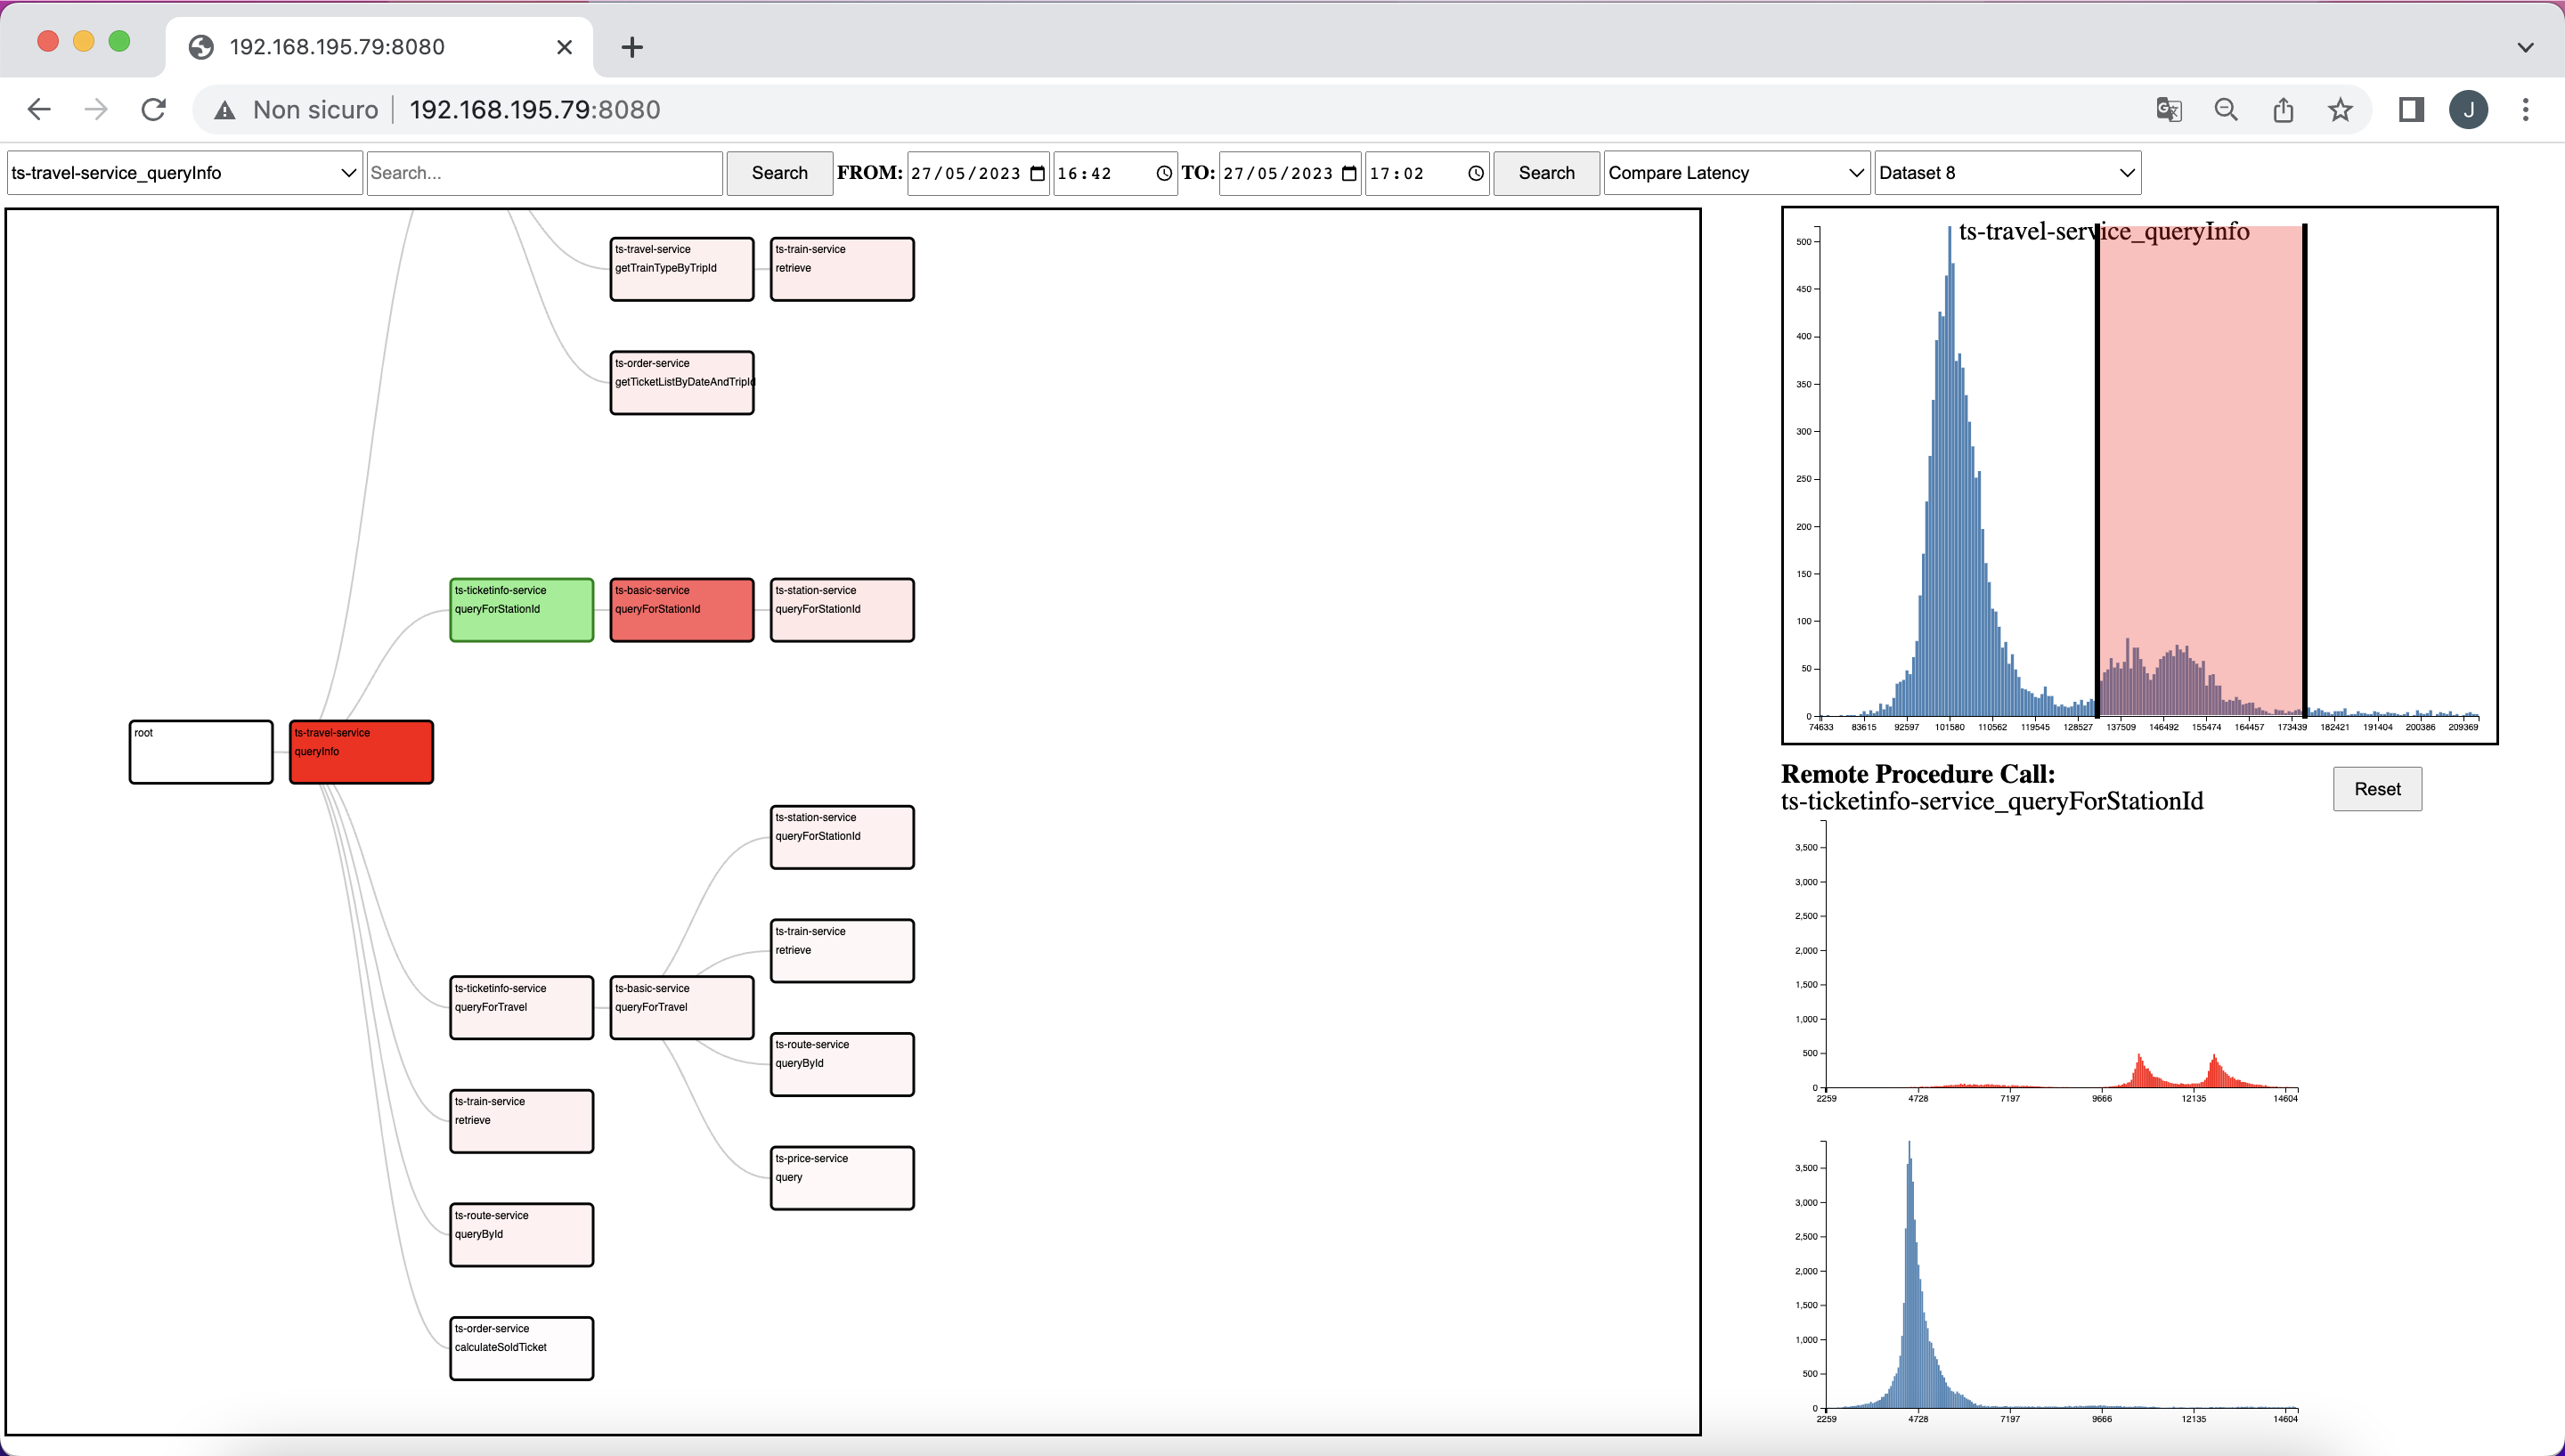 192.168.195.79:8080
Non sicuro 192.168.195.79:8080
J
ts-travel-service_queryInfo Search... Search FROM: 27/05/2023 16:42 TO: 27/05/2023 17:02 Search Compare Latency Dataset 8
ts-travel-service
getTrainTypeByTripId
ts-train-service
retrieve
ts-order-service
getTicketListByDateAndTripId
ts-ticketinfo-service
queryForStationId
ts-basic-service
queryForStationId
ts-station-service
queryForStationId
root
ts-travel-service
queryInfo
ts-station-service
queryForStationId
ts-train-service
retrieve
ts-ticketinfo-service
queryForTravel
ts-basic-service
queryForTravel
ts-route-service
queryById
ts-train-service
retrieve
ts-price-service
query
ts-route-service
queryById
ts-order-service
calculateSoldTicket
ts-travel-service_queryInfo
500
450
400
350
300
250
200
150
100
50
0
74633 83615 92597 101580 110562 119545 128527 137509 146492 155474 164457 173439 182421 191404 200386 209369
Remote Procedure Call:
ts-ticketinfo-service_queryForStationId
Reset
3,500
3,000
2,500
2,000
1,500
1,000
500
0
2259 4728 7197 9666 12135 14604
3,500
3,000
2,500
2,000
1,500
1,000
500
0
2259 4728 7197 9666 12135 14604